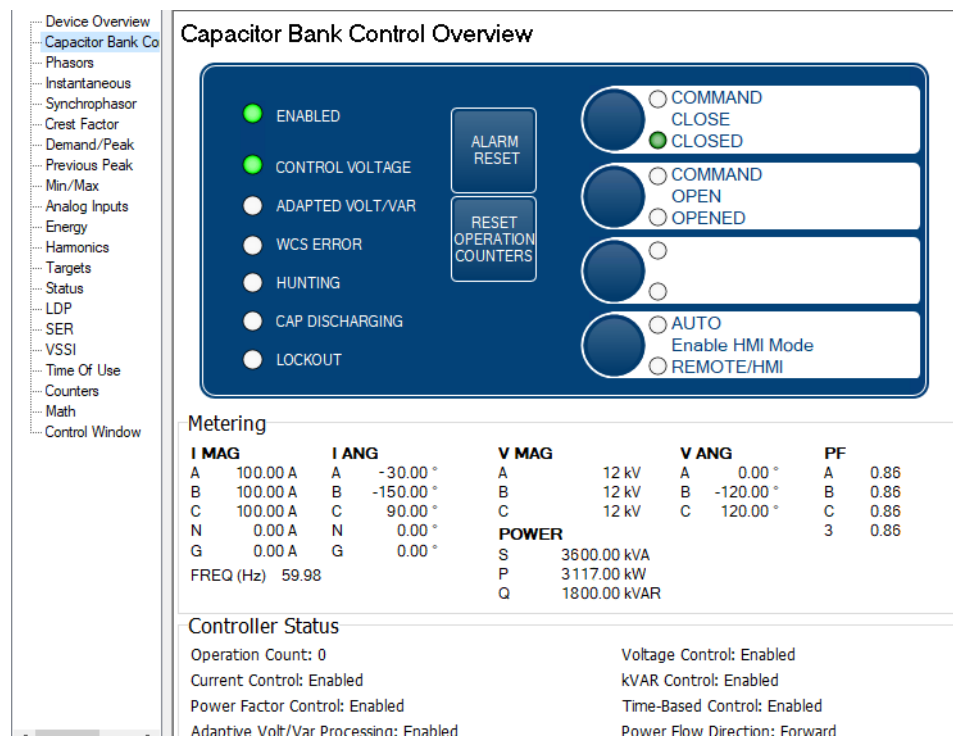 Device Overview
Capacitor Bank Co
Phasors
Instantaneous
Synchrophasor
Crest Factor
Demand/Peak
Previous Peak
Min/Max
Analog Inputs
Energy
Harmonics
Targets
Status
LDP
SER
VSSI
Time Of Use
Counters
Math
Control Window
Capacitor Bank Control Overview
ENABLED
CONTROL VOLTAGE
ADAPTED VOLT/VAR
WCS ERROR
HUNTING
CAP DISCHARGING
LOCKOUT
ALARM
RESET
RESET
OPERATION
COUNTERS
COMMAND
CLOSE
CLOSED
COMMAND
OPEN
OPENED
AUTO
Enable HMI Mode
REMOTE/HMI
Metering
I MAG I ANG V MAG V ANG PF
A 100.00 A A -30.00 ° A 12 kV A 0.00 ° A 0.86
B 100.00 A B -150.00 ° B 12 kV B -120.00 ° B 0.86
C 100.00 A C 90.00 ° C 12 kV C 120.00 ° C 0.86
N 0.00 A N 0.00 ° POWER 3 0.86
G 0.00 A G 0.00 ° S 3600.00 kVA
FREQ (Hz) 59.98 P 3117.00 kW
Q 1800.00 kVAR
Controller Status
Operation Count: 0 Voltage Control: Enabled
Current Control: Enabled kVAR Control: Enabled
Power Factor Control: Enabled Time-Based Control: Enabled
Adaptive Volt/Var Processing: Enabled Power Flow Direction: Forward